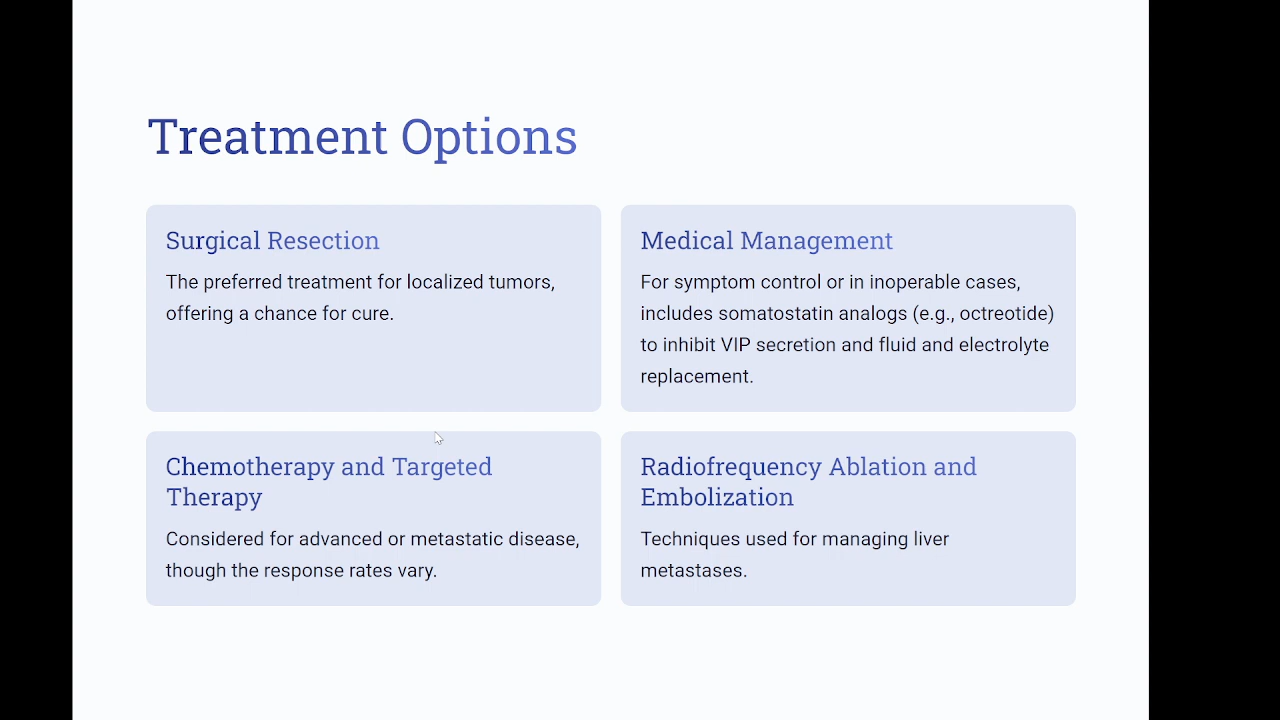 Treatment Options
Surgical Resection
The preferred treatment for localized tumors,
offering a chance for cure.
Medical Management
For symptom control or in inoperable cases,
includes somatostatin analogs (e.g., octreotide)
to inhibit VIP secretion and fluid and electrolyte
replacement.
Chemotherapy and Targeted
Therapy
Considered for advanced or metastatic disease,
though the response rates vary.
Radiofrequency Ablation and
Embolization
Techniques used for managing liver
metastases.